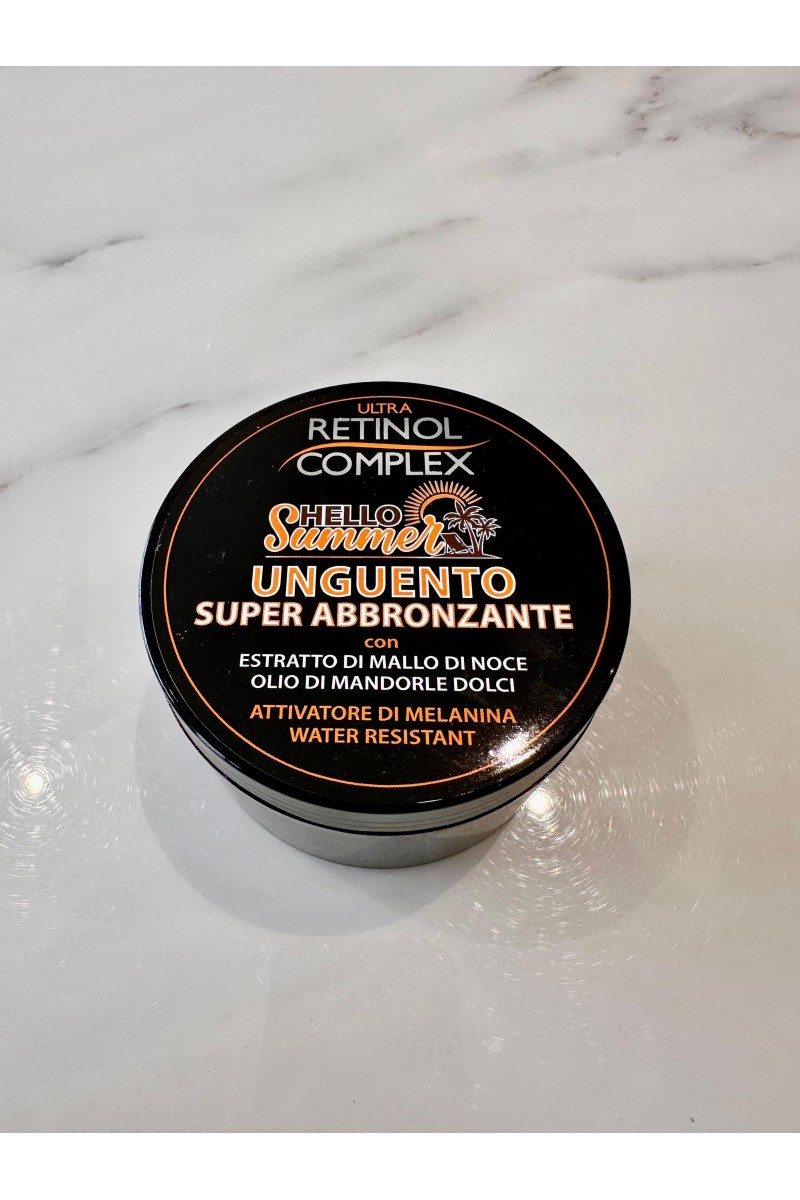 ULTRA
RETINOL
COMPLEX
HELLO
Summer
UNGUENTO
SUPER ABBRONZANTE
con
ESTRATTO DI MALLO DI NOCE
OLIO DI MANDORLE DOLCI
ATTIVATORE DI MELANINA
WATER RESISTANT